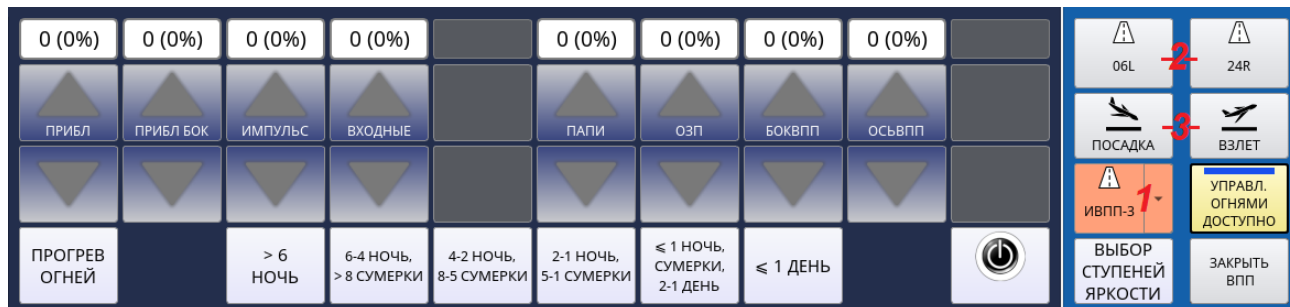 0 (0%) 0 (0%) 0 (0%) 0 (0%) 0 (0%) 0 (0%) 0 (0%) 0 (0%)
ПРИБЛ ПРИБЛ БОК ИМПУЛЬС ВХОДНЫЕ ПАПИ ОЗП БОКВПП ОСЬВПП
ПРОГРЕВ
ОГНЕЙ
> 6
НОЧЬ
6-4 НОЧЬ,
> 8 СУМЕРКИ
4-2 НОЧЬ,
8-5 СУМЕРКИ
2-1 НОЧЬ,
5-1 СУМЕРКИ
⩽ 1 НОЧЬ,
СУМЕРКИ,
2-1 ДЕНЬ
⩽ 1 ДЕНЬ
06L 2 24R
ПОСАДКА 3 ВЗЛЕТ
ИВПП-3 1
УПРАВЛ.
ОГНЯМИ
ДОСТУПНО
ВЫБОР
СТУПЕНЕЙ
ЯРКОСТИ
ЗАКРЫТЬ
ВПП